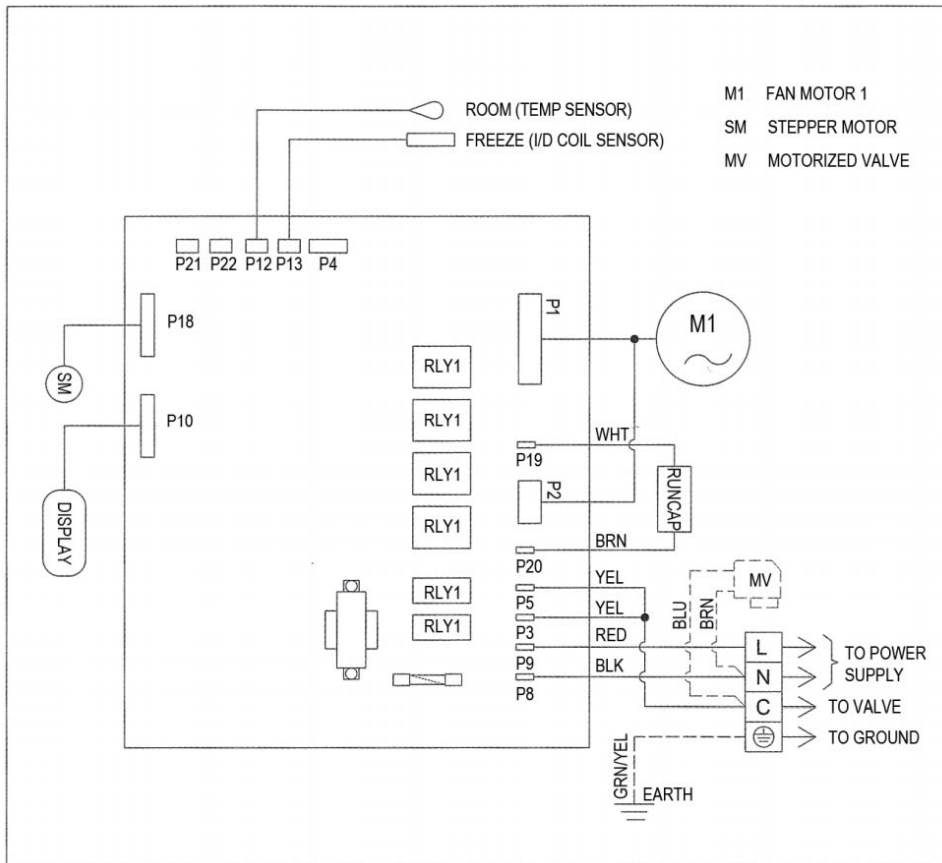 M1 FAN MOTOR 1
SM STEPPER MOTOR
MV MOTORIZED VALVE
ROOM (TEMP SENSOR)
FREEZE (I/D COIL SENSOR)
P21 P22 P12 P13 P4
P18
P1
M1
SM
RLY1
P10
RLY1
WHT
P19
RLY1
P2
RUNCAP
DISPLAY
RLY1
BRN
P20
YEL
MV
RLY1
P5
BLU
BRN
YEL
RLY1
P3
RED
L
TO POWER
SUPPLY
P9
BLK
N
P8
C
TO VALVE
TO GROUND
GRN/YEL
EARTH